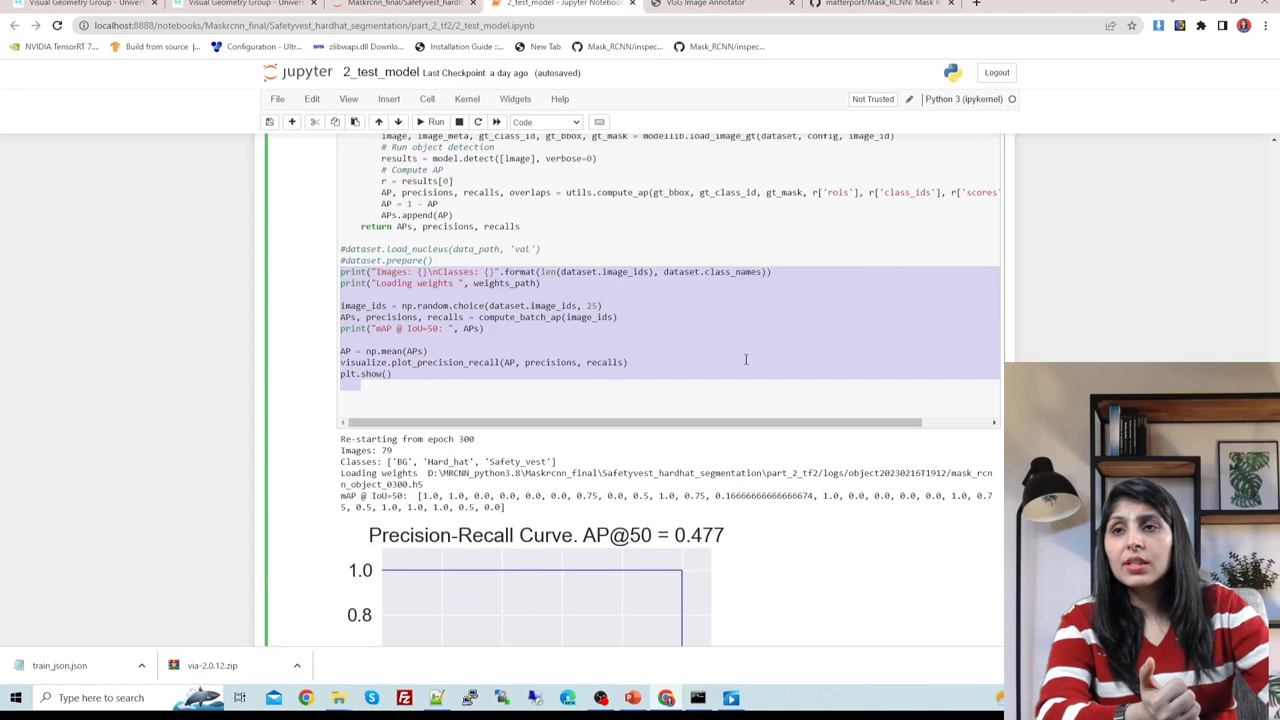 Visual Geometry Group - Univers
Visual Geometry Group - Univers
Maskrcnn_final/Safetyvest_hardh
2_test_model - Jupyter Notebook
VGG Image Annotator
matterport/Mask_RCNN: Mask R
localhost:8888/notebooks/Maskrcnn_final/Safetyvest_hardhat_segmentation/part_2_tf2/2_test_model.ipynb
NVIDIA TensorRT 7....
Build from source |...
Configuration - Ultr...
zlibwapi.dll Downlo...
Installation Guide ::...
New Tab
Mask_RCNN/inspec...
Mask_RCNN/inspec...
jupyter 2_test_model Last Checkpoint: a day ago (autosaved)
Logout
File Edit View Insert Cell Kernel Widgets Help
Not Trusted
Python 3 (ipykernel)
Run
Code
image, image_meta, gt_class_id, gt_bbox, gt_mask = modellib.load_image_gt(dataset, config, image_id)
# Run object detection
results = model.detect([image], verbose=0)
# Compute AP
r = results[0]
AP, precisions, recalls, overlaps = utils.compute_ap(gt_bbox, gt_class_id, gt_mask, r['rois'], r['class_ids'], r['scores'
AP = 1 - AP
APs.append(AP)
return APs, precisions, recalls
#dataset.load_nucleus(data_path, 'val')
#dataset.prepare()
print("Images: {}\nClasses: {}".format(len(dataset.image_ids), dataset.class_names))
print("Loading weights ", weights_path)
image_ids = np.random.choice(dataset.image_ids, 25)
APs, precisions, recalls = compute_batch_ap(image_ids)
print("mAP @ IoU=50: ", APs)
AP = np.mean(APs)
visualize.plot_precision_recall(AP, precisions, recalls)
plt.show()
Re-starting from epoch 300
Images: 79
Classes: ['BG', 'Hard_hat', 'Safety_vest']
Loading weights D:\MRCNN_python3.8\Maskrcnn_final\Safetyvest_hardhat_segmentation\part_2_tf2/logs/object20230216T1912/mask_rcn
n_object_0300.h5
mAP @ IoU=50: [1.0, 1.0, 0.0, 0.0, 0.0, 0.0, 0.75, 0.0, 0.5, 1.0, 0.75, 0.16666666666666674, 1.0, 0.0, 0.0, 0.0, 0.0, 1.0, 0.7
5, 0.5, 1.0, 1.0, 1.0, 0.5, 0.0]
Precision-Recall Curve. AP@50 = 0.477
1.0
0.8
train_json.json
via-2.0.12.zip
Type here to search